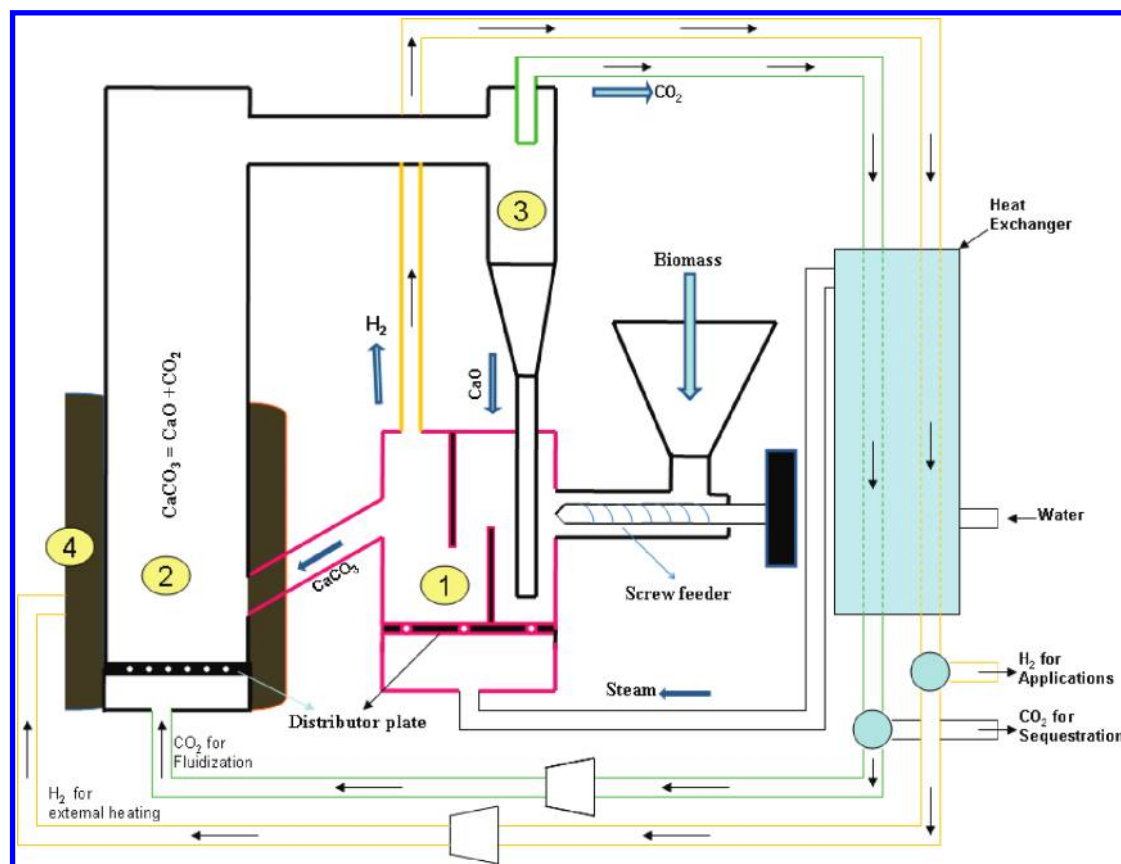 CO₂
3
Heat
Exchanger
Biomass
H₂
CaO
CaCO₃ = CaO + CO₂
4
2
CaCO₃
1
Screw feeder
Water
Steam
H₂ for
Applications
CO₂ for
Sequestration
Distributor plate
CO₂ for
Fluidization
H₂ for
external heating